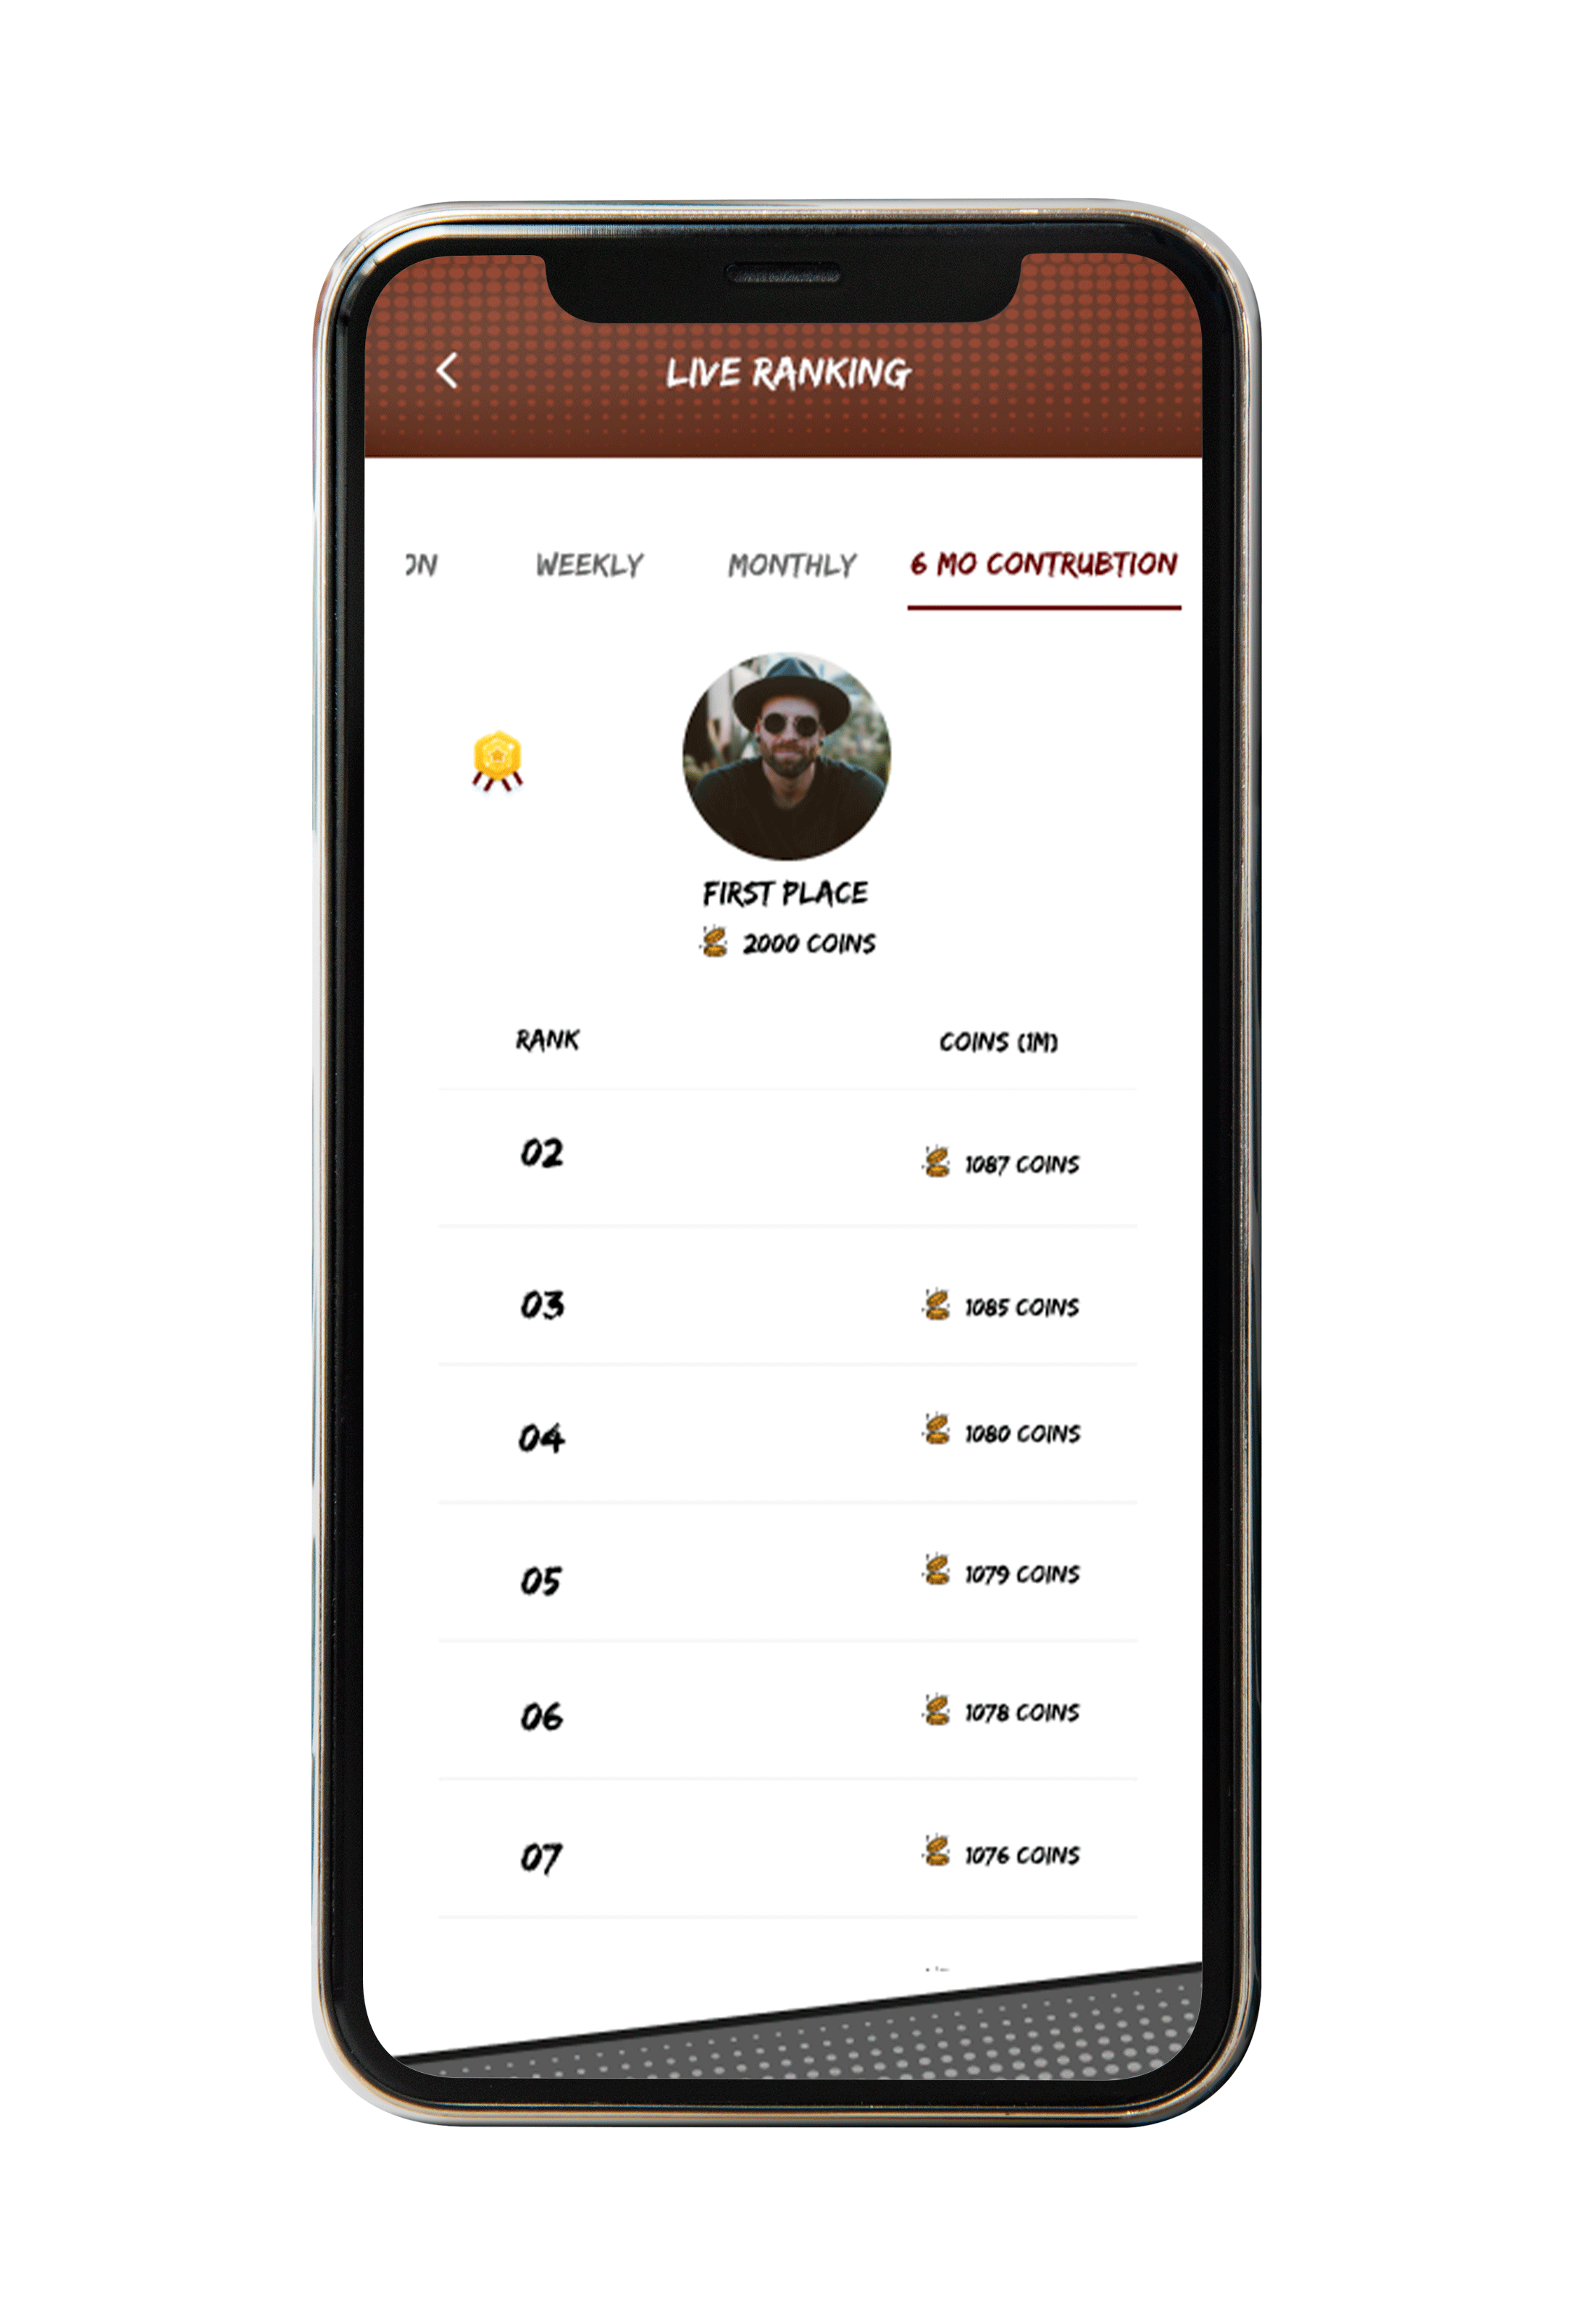 LIVE RANKING
ON WEEKLY MONTHLY 6 MO CONTRUBTION
FIRST PLACE
2000 COINS
RANK COINS (1M)
02 1087 COINS
03 1085 COINS
04 1080 COINS
05 1079 COINS
06 1078 COINS
07 1076 COINS